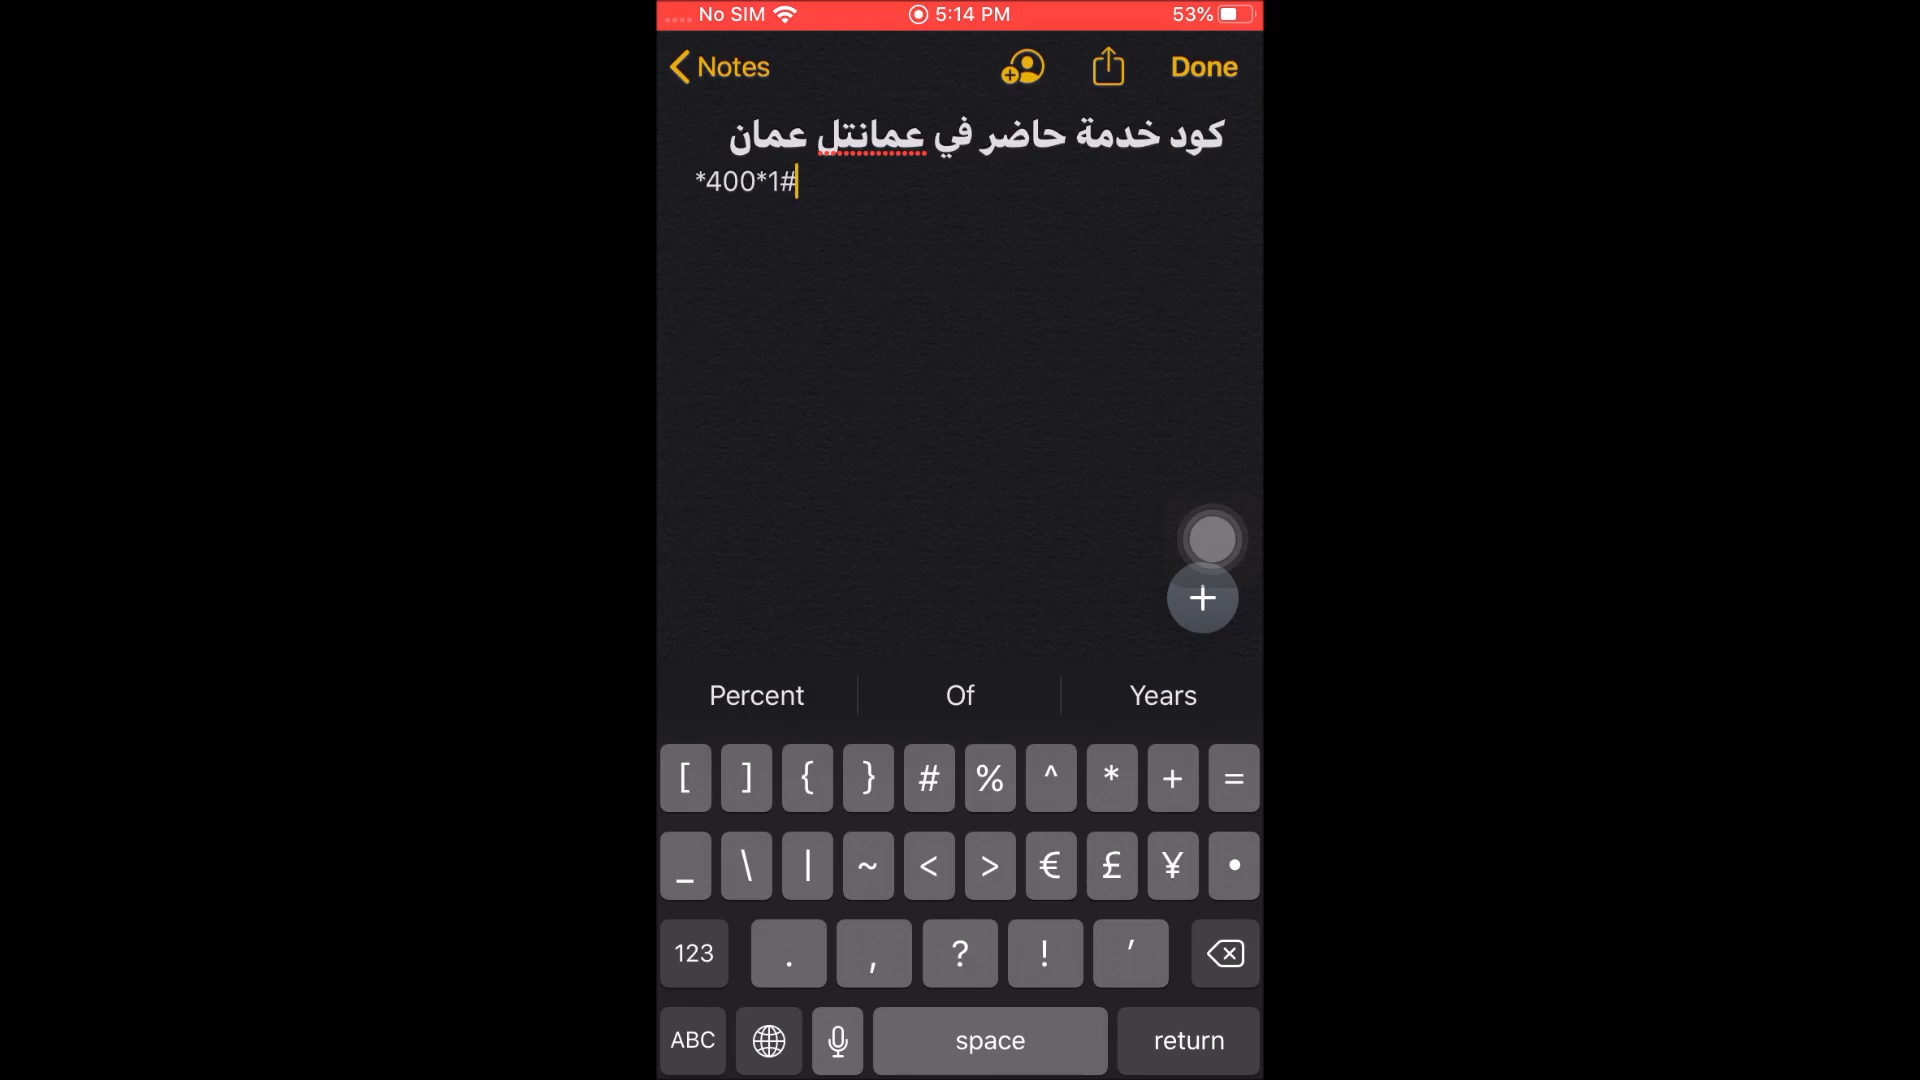 No SIM 5:14 PM 53%
Notes Done
كود خدمة حاضر في عمانتل عمان
*400*1#
Percent Of Years
[ ] { } # % ^ * + =
_ \ | ~ < > € £ ¥ •
123 . , ? ! ’
ABC space return